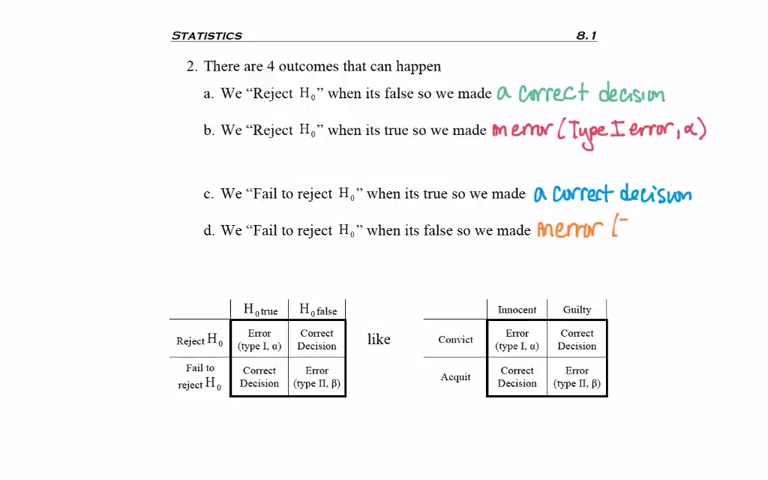 STATISTICS 8.1
2. There are 4 outcomes that can happen
a. We “Reject H₀” when its false so we made a correct decision
b. We “Reject H₀” when its true so we made an error (Type I error, α)
c. We “Fail to reject H₀” when its true so we made a correct decision
d. We “Fail to reject H₀” when its false so we made an error (
H₀ true H₀ false
Reject H₀ Error (type I, α) Correct Decision
Fail to reject H₀ Correct Decision Error (type II, β)
like
Innocent Guilty
Convict Error (type I, α) Correct Decision
Acquit Correct Decision Error (type II, β)